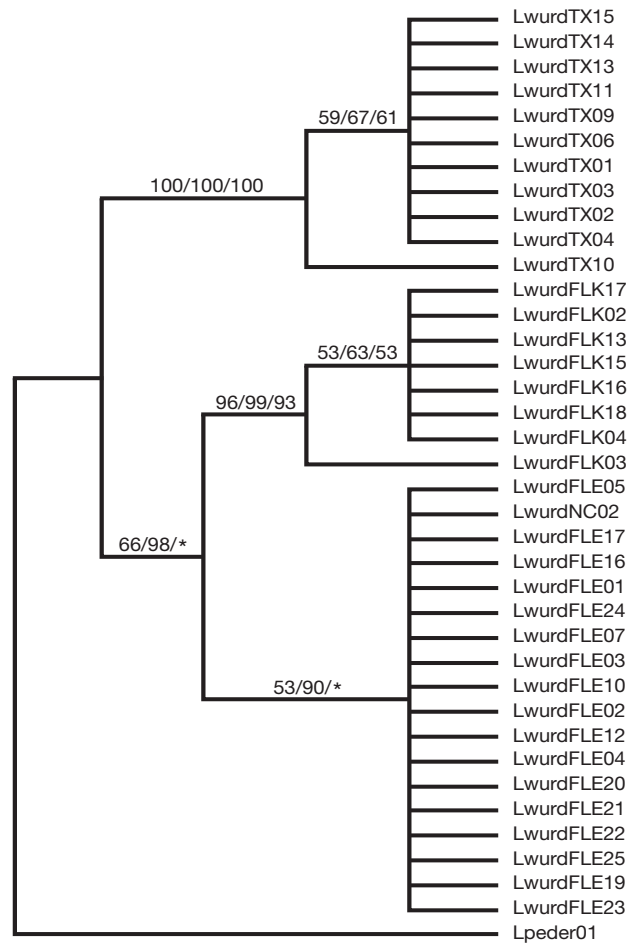 LwurdTX15
LwurdTX14
LwurdTX13
LwurdTX11
59/67/61
LwurdTX09
LwurdTX06
LwurdTX01
100/100/100
LwurdTX03
LwurdTX02
LwurdTX04
LwurdTX10
LwurdFLK17
LwurdFLK02
LwurdFLK13
53/63/53
LwurdFLK15
LwurdFLK16
96/99/93
LwurdFLK18
LwurdFLK04
LwurdFLK03
LwurdFLE05
LwurdNC02
LwurdFLE17
66/98/*
LwurdFLE16
LwurdFLE01
LwurdFLE24
LwurdFLE07
LwurdFLE03
53/90/*
LwurdFLE10
LwurdFLE02
LwurdFLE12
LwurdFLE04
LwurdFLE20
LwurdFLE21
LwurdFLE22
LwurdFLE25
LwurdFLE19
LwurdFLE23
Lpeder01